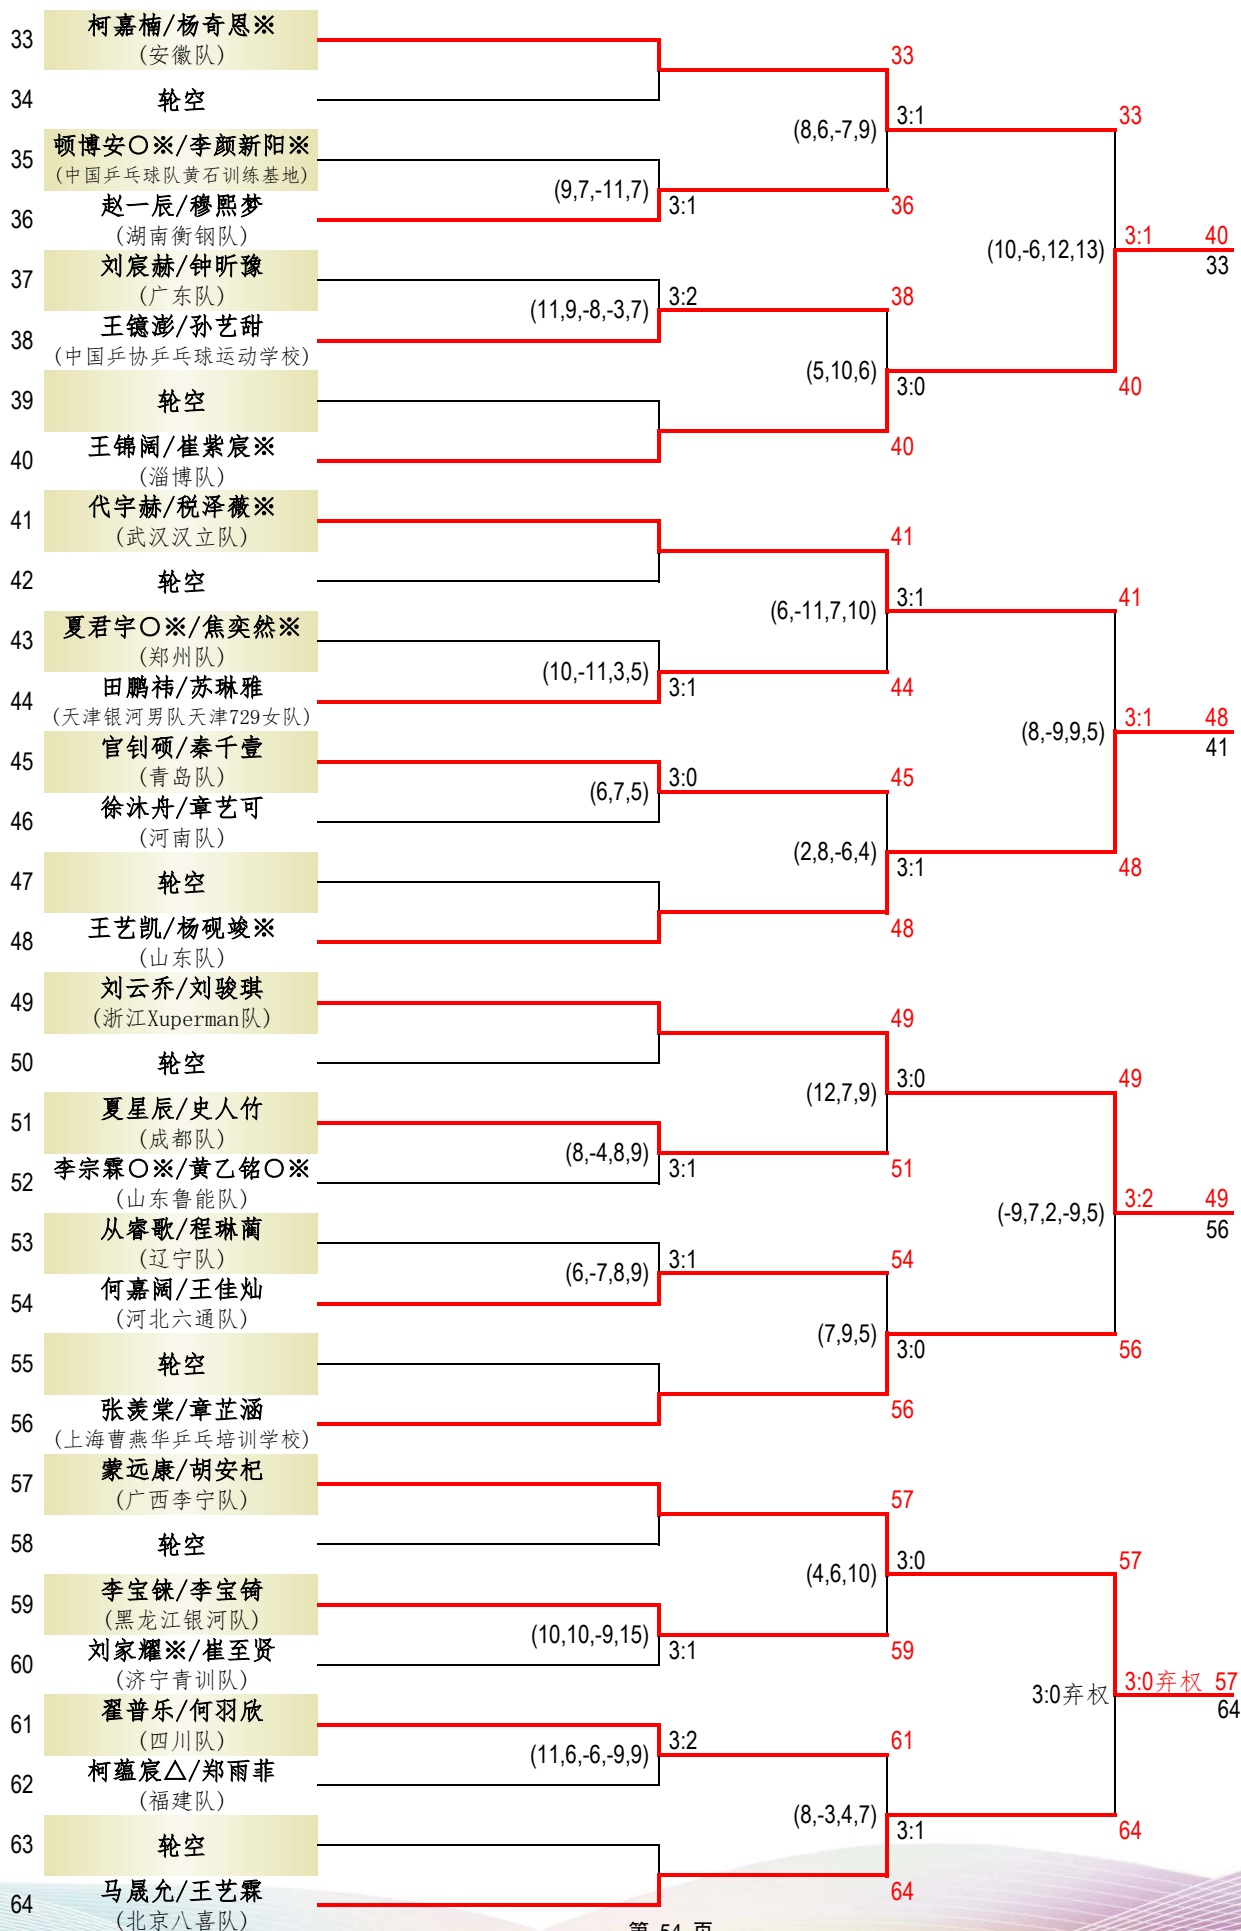 33 柯嘉楠/杨奇恩※
(安徽队)
33
34 轮空
(8,6,-7,9) 3:1 33
35 顿博安〇※/李颜新阳※
(中国乒乓球队黄石训练基地)
(9,7,-11,7) 3:1 36
36 赵一辰/穆熙梦
(湖南衡钢队)
(10,-6,12,13) 3:1 40
33
37 刘宸赫/钟昕豫
(广东队)
(11,9,-8,-3,7) 3:2 38
38 王镱澎/孙艺甜
(中国乒协乒乓球运动学校)
(5,10,6) 3:0 40
39 轮空
40 王锦阔/崔紫宸※
(淄博队)
40
41 代宇赫/税泽薇※
(武汉汉立队)
41
42 轮空
(6,-11,7,10) 3:1 41
43 夏君宇〇※/焦奕然※
(郑州队)
(10,-11,3,5) 3:1 44
44 田鹏祎/苏琳雅
(天津银河男队天津729女队)
(8,-9,9,5) 3:1 48
41
45 官钊硕/秦千壹
(青岛队)
(6,7,5) 3:0 45
46 徐沐舟/章艺可
(河南队)
(2,8,-6,4) 3:1 48
47 轮空
48 王艺凯/杨砚竣※
(山东队)
48
49 刘云乔/刘骏琪
(浙江Xuperman队)
49
50 轮空
(12,7,9) 3:0 49
51 夏星辰/史人竹
(成都队)
(8,-4,8,9) 3:1 51
52 李宗霖〇※/黄乙铭〇※
(山东鲁能队)
(-9,7,2,-9,5) 3:2 49
56
53 从睿歌/程琳蔺
(辽宁队)
(6,-7,8,9) 3:1 54
54 何嘉阔/王佳灿
(河北六通队)
(7,9,5) 3:0 56
55 轮空
56 张羡棠/章芷涵
(上海曹燕华乒乓培训学校)
56
57 蒙远康/胡安杞
(广西李宁队)
57
58 轮空
(4,6,10) 3:0 57
59 李宝铼/李宝锜
(黑龙江银河队)
(10,10,-9,15) 3:1 59
60 刘家耀※/崔至贤
(济宁青训队)
3:0弃权 3:0弃权 57
64
61 翟普乐/何羽欣
(四川队)
(11,6,-6,-9,9) 3:2 61
62 柯蕴宸△/郑雨菲
(福建队)
(8,-3,4,7) 3:1 64
63 轮空
64 马晟允/王艺霖
(北京八喜队)
64
第 54 页